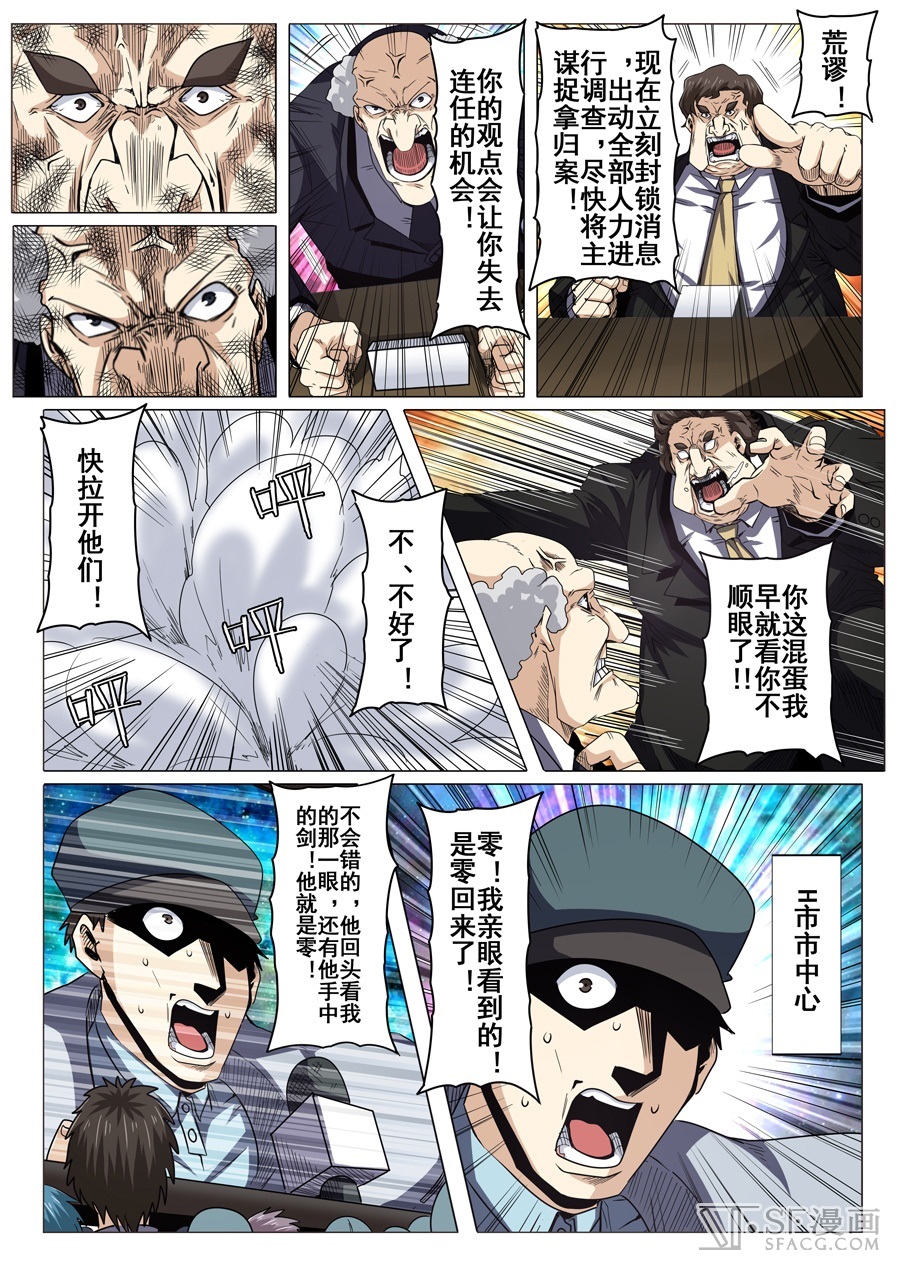 荒谬！
现在立刻封锁消息
，出动全部人力进
行调查，尽快将主
谋捉拿归案！
你的观点会让你失去
连任的机会！
你这混蛋我
早就看你不
顺眼了!!
不、不好了！
呯
呯
呯
快拉开他们！
H市市中心
零！我亲眼看到的！
是零回来了！
不会错的，他回头看我
的那一眼，还有他手中
的剑！他就是零！
SF漫画
SFACG.COM